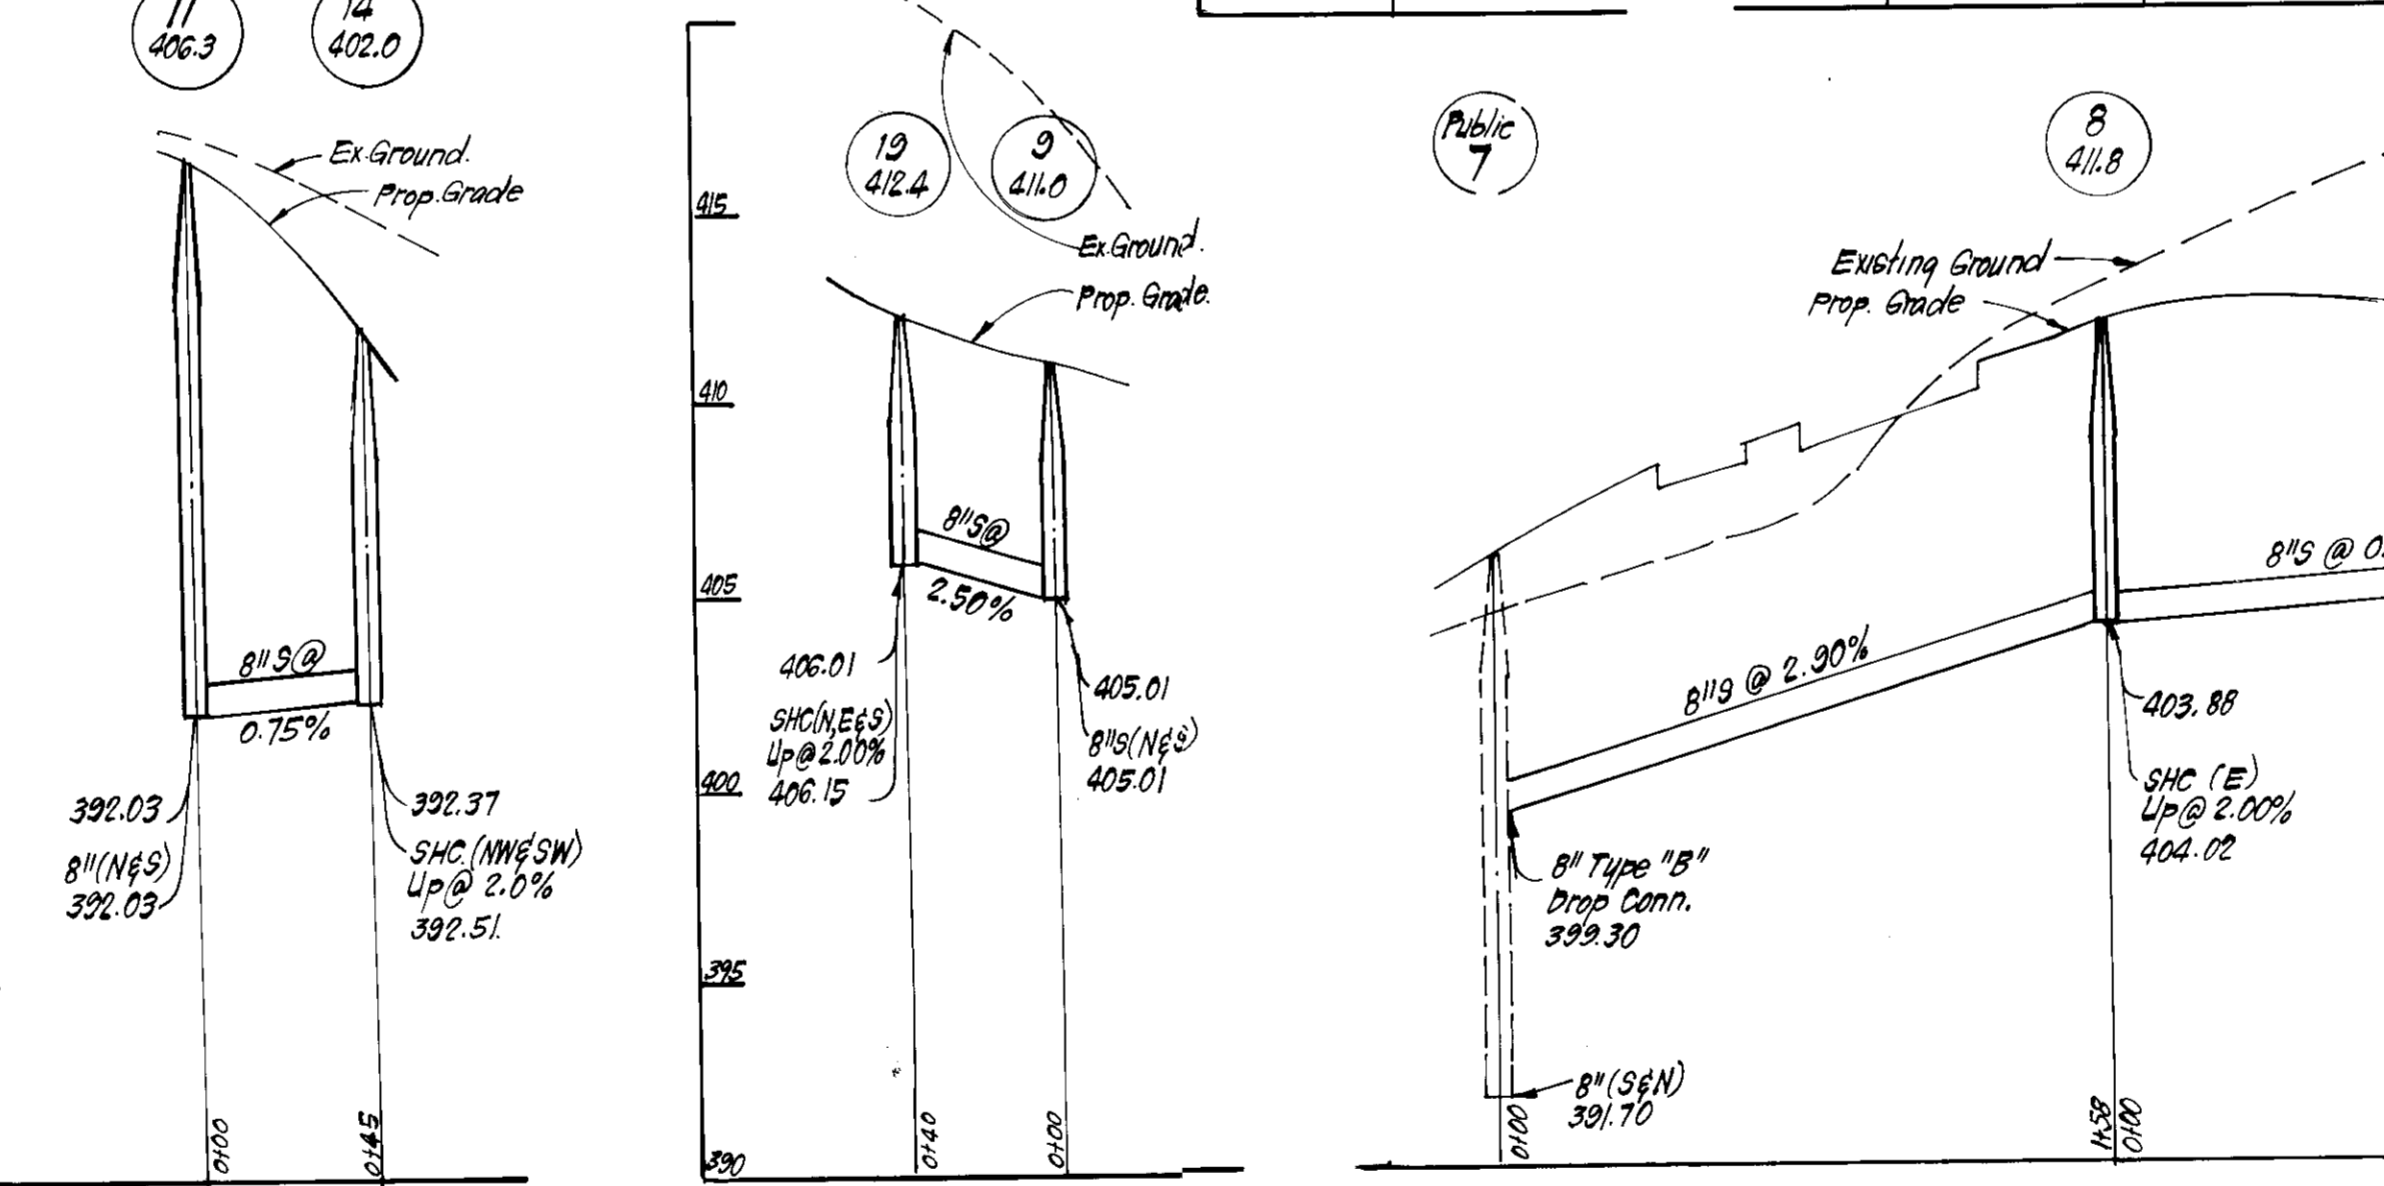 11
406.3
14
402.0
Ex.Ground.
Prop.Grade
8"S@
0.75%
392.03
8"(N&S)
392.03
392.37
SHC.(NW&SW)
Up@ 2.0%
392.51.
0+00
0+45
415
410
405
400
395
390
19
412.4
9
411.0
Ex.Ground.
Prop. Grade.
8"S@
2.50%
406.01
SHC(N,E&S)
Up@2.00%
406.15
405.01
8"S(N&S)
405.01
0+40
0+00
Public
7
8
411.8
Existing Ground
Prop. Grade
8"S @ 2.90%
8"S @ 0.
403.88
SHC (E)
Up@ 2.00%
404.02
8" Type "B"
Drop Conn.
399.30
8"(S&N)
391.70
0+00
1+58
0+00